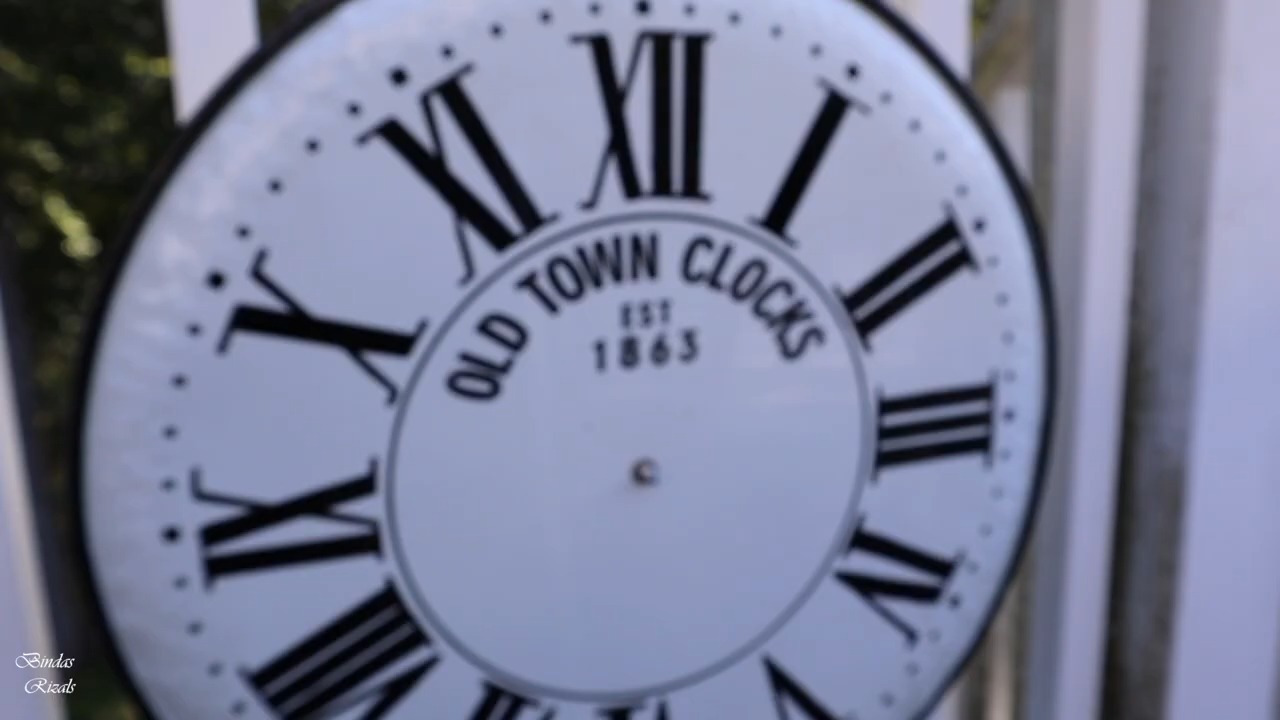 XII
I
II
III
IV
VIII
IX
X
XI
OLD TOWN CLOCKS
EST
1863
Bindas
Rizals